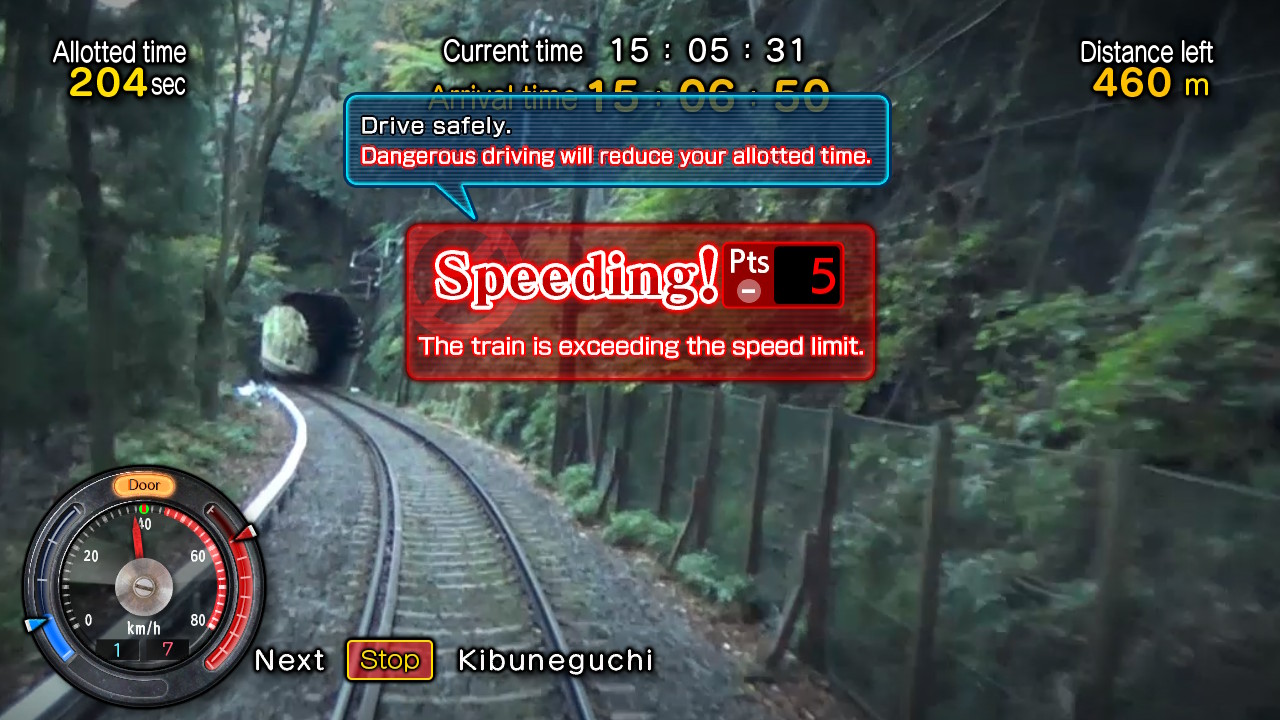 Allotted time
204 sec
Current time 15 : 05 : 31
Arrival time 15 : 06 : 50
Distance left
460 m
Drive safely.
Dangerous driving will reduce your allotted time.
Speeding!
Pts
- 5
The train is exceeding the speed limit.
Door
40
20 60
0 80
km/h
1 7
Next Stop Kibuneguchi